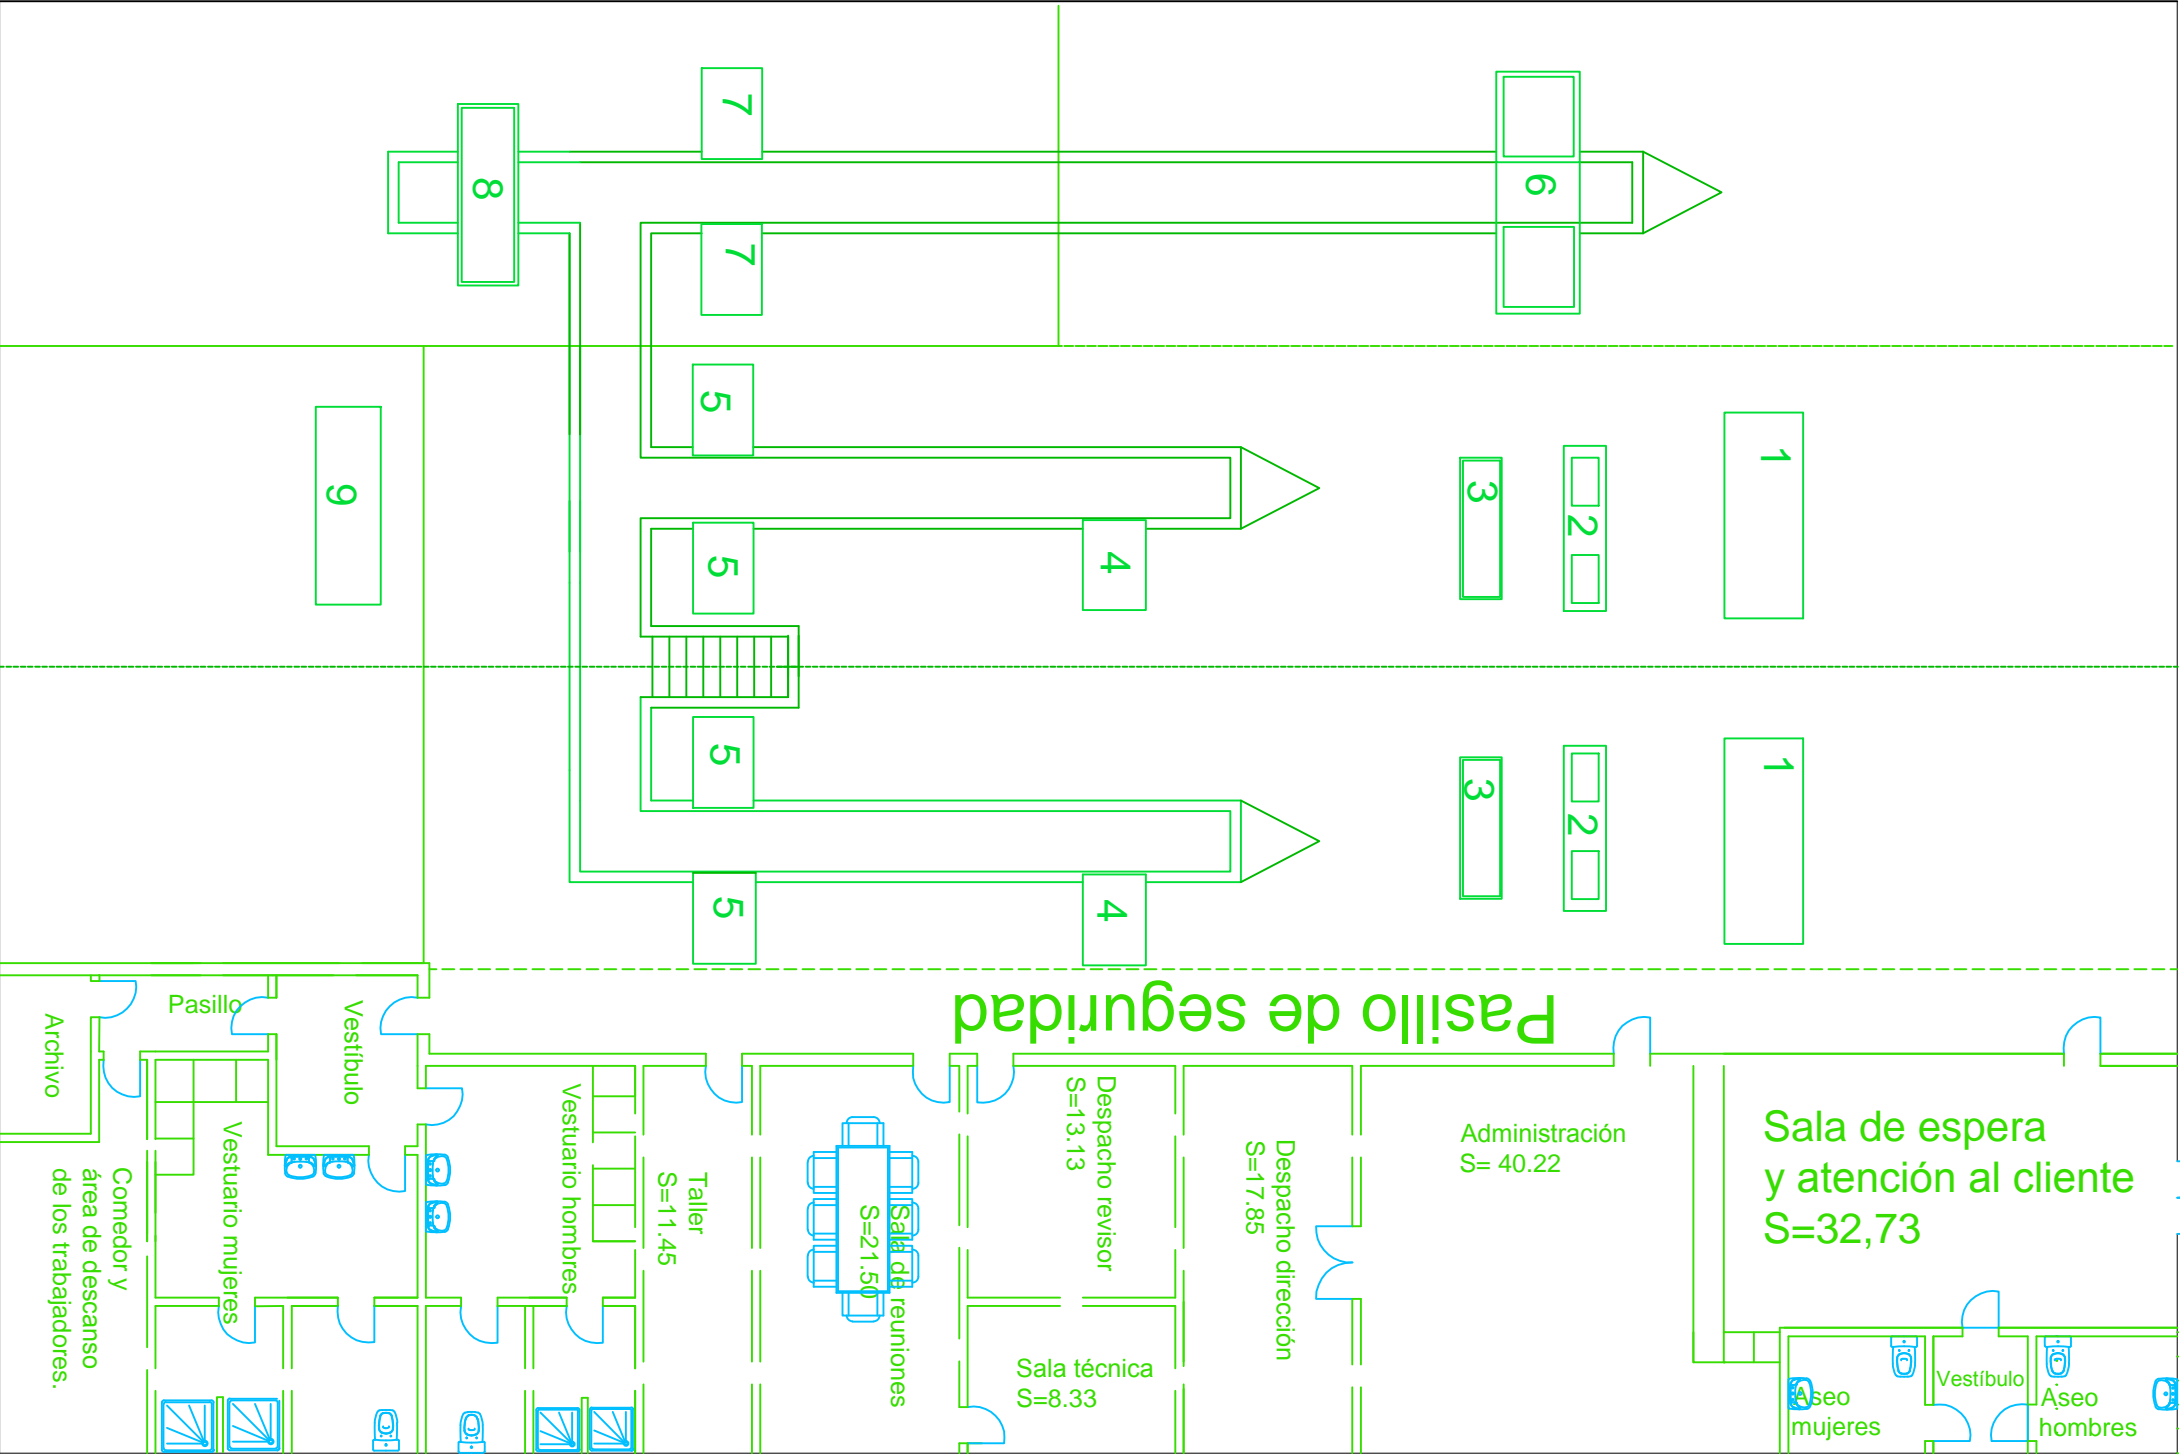 7
8
6
7
5
9
3
2
1
5
4
5
3
2
1
5
4
Pasillo de seguridad
Archivo
Pasillo
Vestíbulo
Vestuario mujeres
Comedor y
área de descanso
de los trabajadores.
Vestuario hombres
Taller
S=11.45
Sala de reuniones
S=21.50
Despacho revisor
S=13.13
Sala técnica
S=8.33
Despacho dirección
S=17.85
Administración
S= 40.22
Sala de espera
y atención al cliente
S=32,73
Aseo
mujeres
Vestíbulo
Aseo
hombres